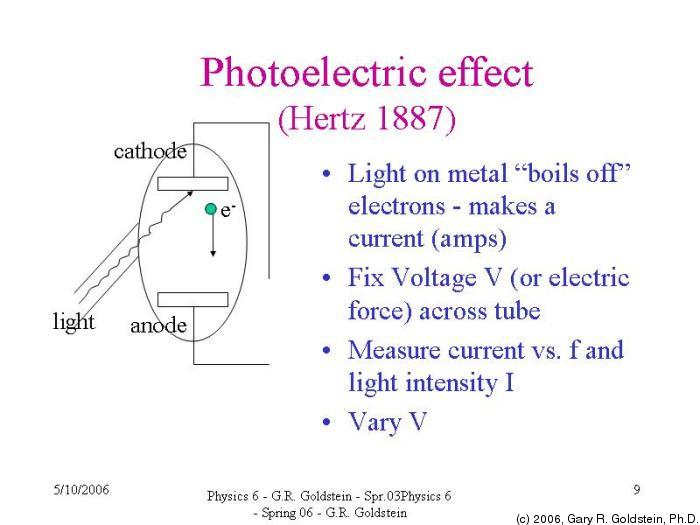 Photoelectric effect
(Hertz 1887)
cathode
e-
light
anode
• Light on metal “boils off”
electrons - makes a
current (amps)
• Fix Voltage V (or electric
force) across tube
• Measure current vs. f and
light intensity I
• Vary V
5/10/2006
Physics 6 - G.R. Goldstein - Spr.03Physics 6
- Spring 06 - G.R. Goldstein
9
(c) 2006, Gary R. Goldstein, Ph.D.